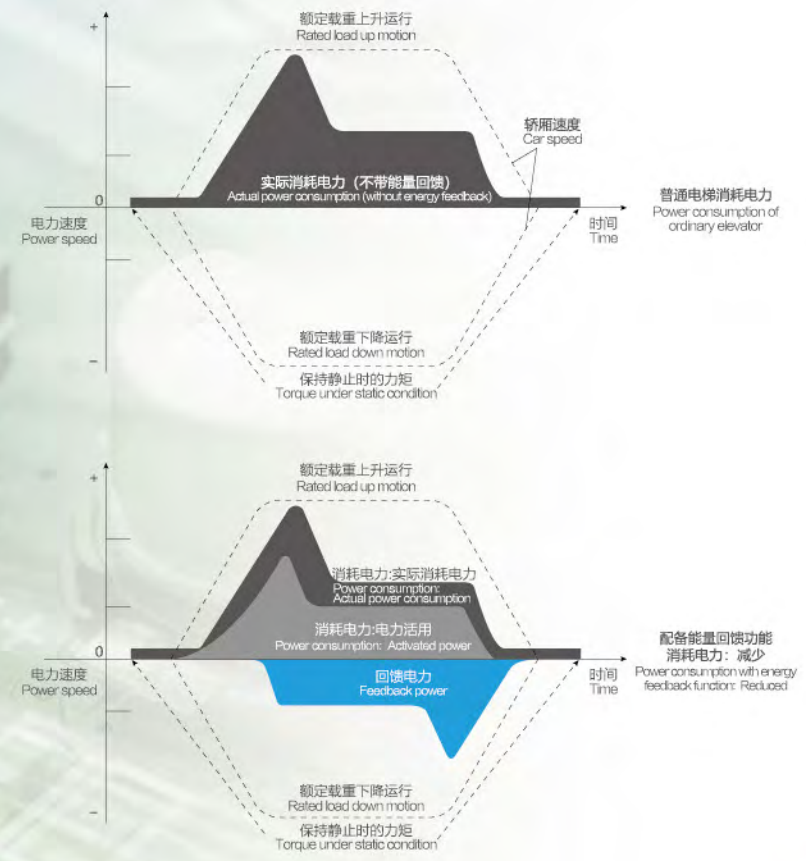 +
额定载重上升运行
Rated load up motion
轿厢速度
Car speed
实际消耗电力（不带能量回馈）
Actual power consumption (without energy feedback)
0
电力速度
Power speed
时间
Time
普通电梯消耗电力
Power consumption of
ordinary elevator
额定载重下降运行
Rated load down motion
−
保持静止时的力矩
Torque under static condition
+
额定载重上升运行
Rated load up motion
消耗电力:实际消耗电力
Power consumption:
Actual power consumption
消耗电力:电力活用
Power consumption: Activated power
0
电力速度
Power speed
回馈电力
Feedback power
时间
Time
配备能量回馈功能
消耗电力：减少
Power consumption with energy
feedback function: Reduced
额定载重下降运行
Rated load down motion
−
保持静止时的力矩
Torque under static condition